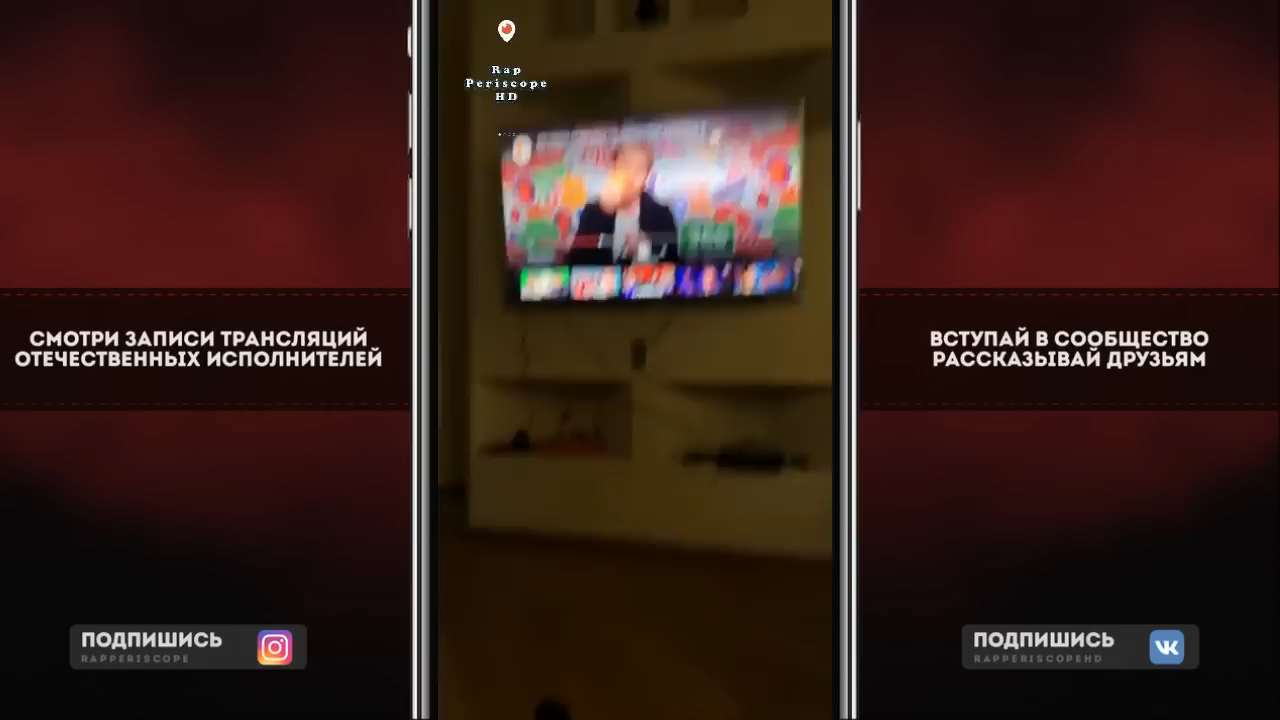 Rap
Periscope
HD
СМОТРИ ЗАПИСИ ТРАНСЛЯЦИЙ
ОТЕЧЕСТВЕННЫХ ИСПОЛНИТЕЛЕЙ
ВСТУПАЙ В СООБЩЕСТВО
РАССКАЗЫВАЙ ДРУЗЬЯМ
ПОДПИШИСЬ
RAPPERISCOPE
ПОДПИШИСЬ
RAPPERISCOPEHD